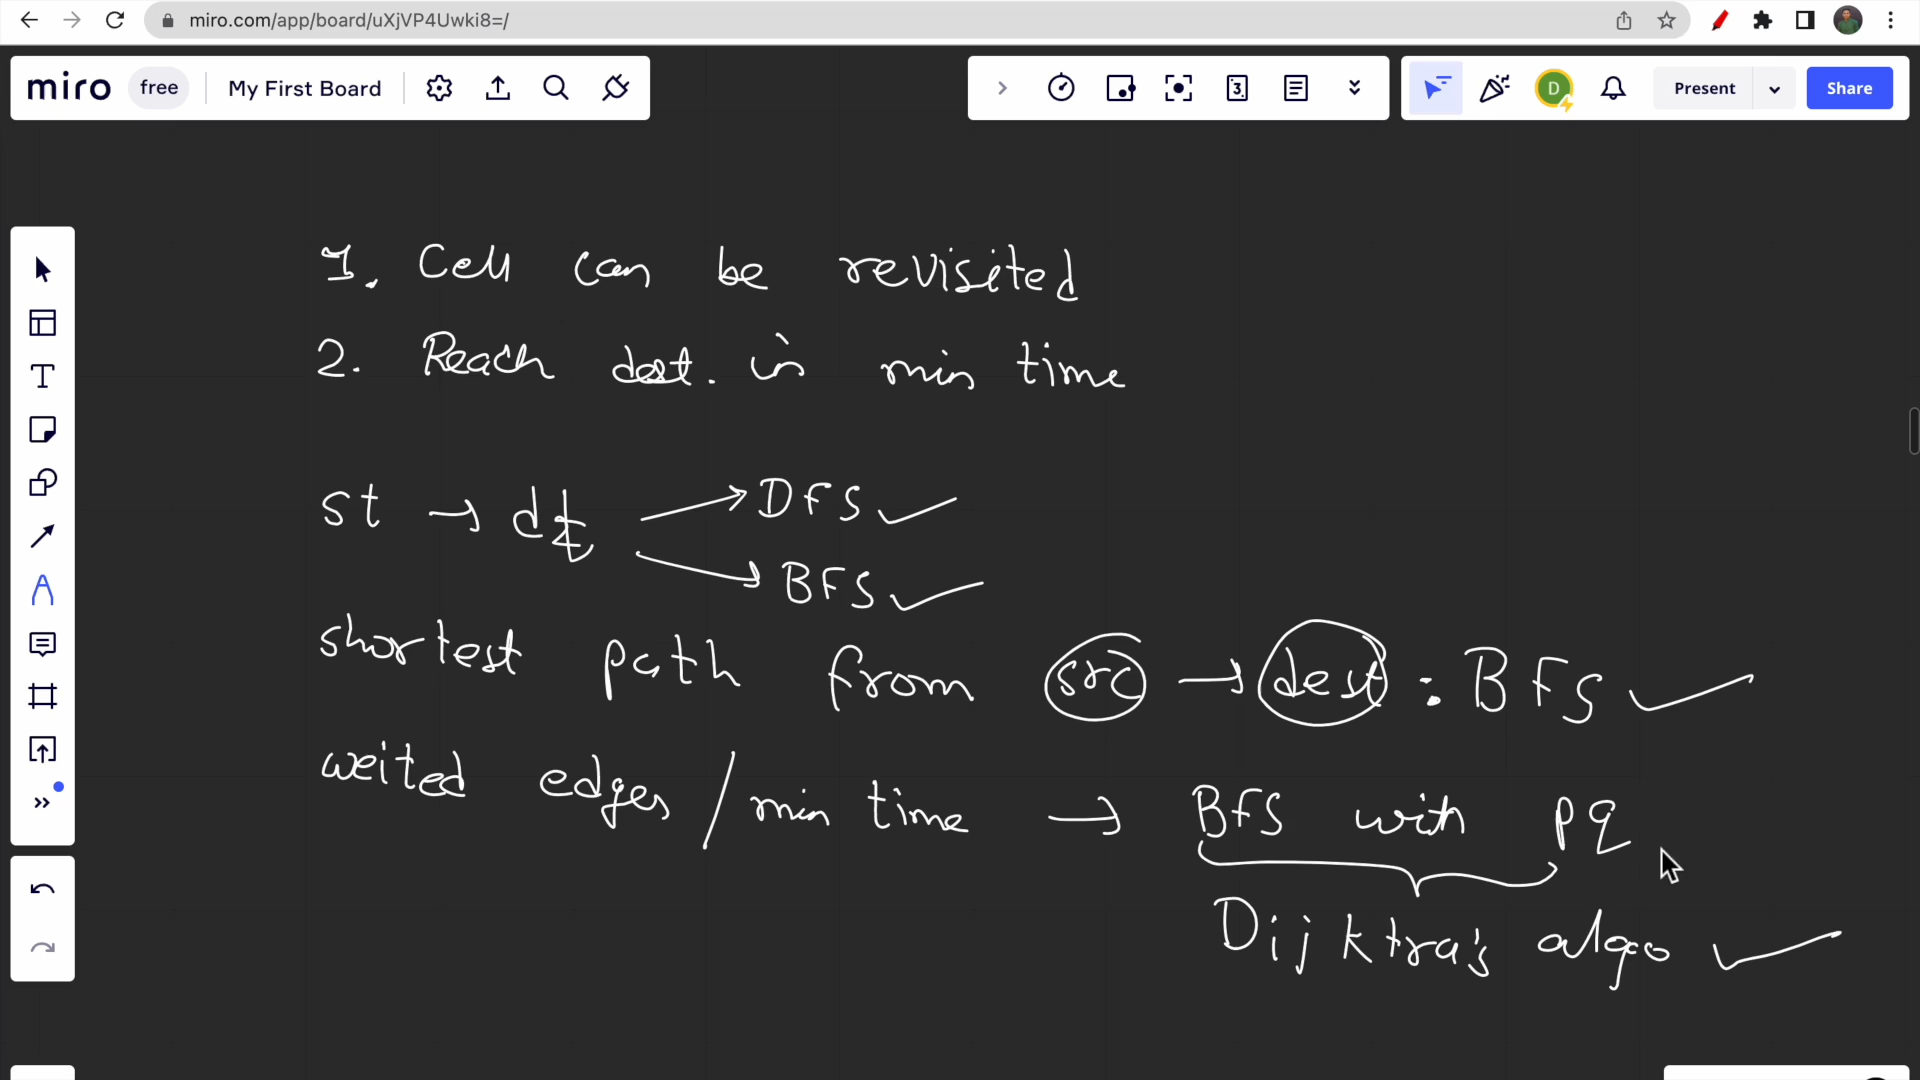 miro.com/app/board/uXjVP4Uwki8=/
miro free My First Board
3
D
Present
Share
1. Cell can be revisited
2. Reach dest. in min time
st → dt → DFS ✓
→ BFS ✓
shortest path from src → dest : BFS ✓
weited edges / min time → BFS with pq
Dijktra's algo ✓